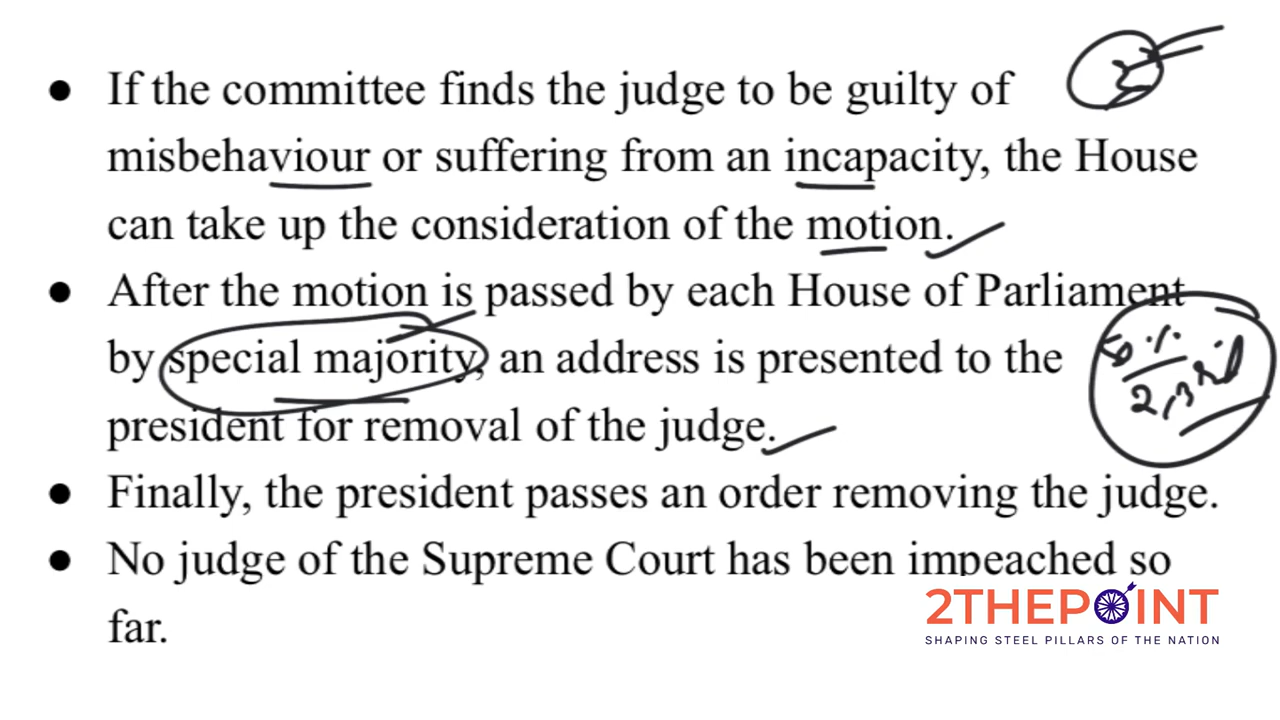 ● If the committee finds the judge to be guilty of
misbehaviour or suffering from an incapacity, the House
can take up the consideration of the motion.
● After the motion is passed by each House of Parliament
by special majority, an address is presented to the
50%
2/3rd
president for removal of the judge.
● Finally, the president passes an order removing the judge.
● No judge of the Supreme Court has been impeached so
far.
2THEPOINT
SHAPING STEEL PILLARS OF THE NATION